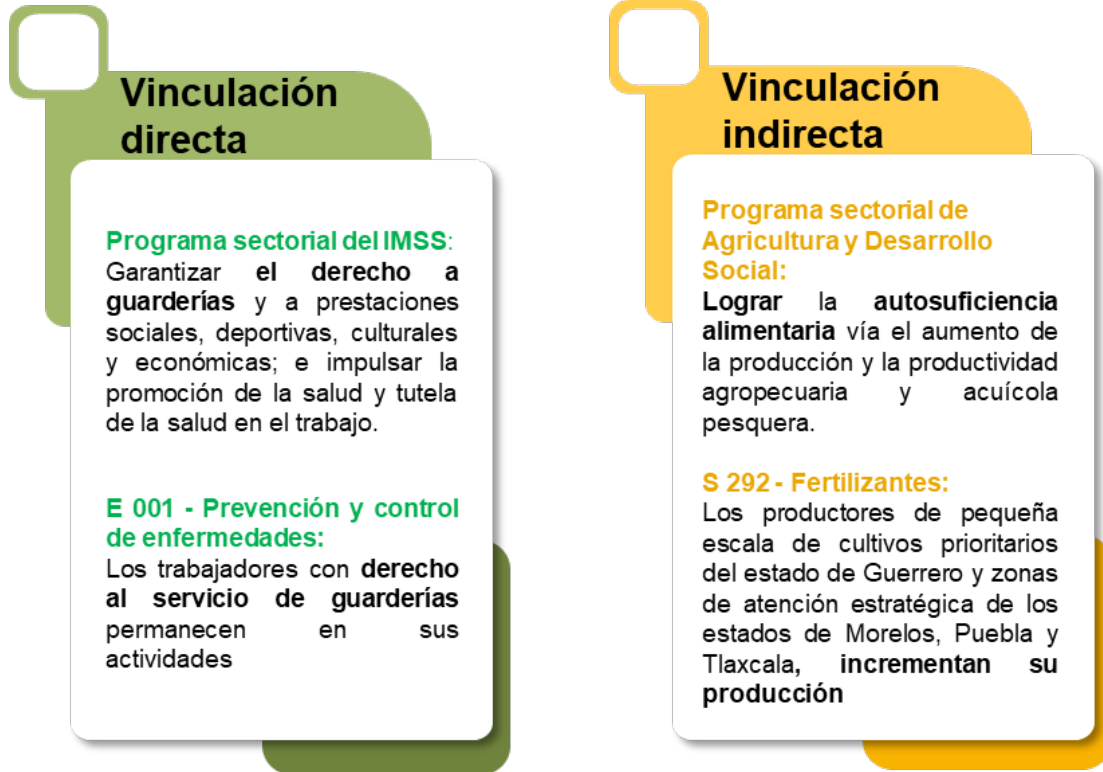 Vinculación
directa
Programa sectorial del IMSS:
Garantizar el derecho a
guarderías y a prestaciones
sociales, deportivas, culturales
y económicas; e impulsar la
promoción de la salud y tutela
de la salud en el trabajo.
E 001 - Prevención y control
de enfermedades:
Los trabajadores con derecho
al servicio de guarderías
permanecen en sus
actividades
Vinculación
indirecta
Programa sectorial de
Agricultura y Desarrollo
Social:
Lograr la autosuficiencia
alimentaria vía el aumento de
la producción y la productividad
agropecuaria y acuícola
pesquera.
S 292 - Fertilizantes:
Los productores de pequeña
escala de cultivos prioritarios
del estado de Guerrero y zonas
de atención estratégica de los
estados de Morelos, Puebla y
Tlaxcala, incrementan su
producción